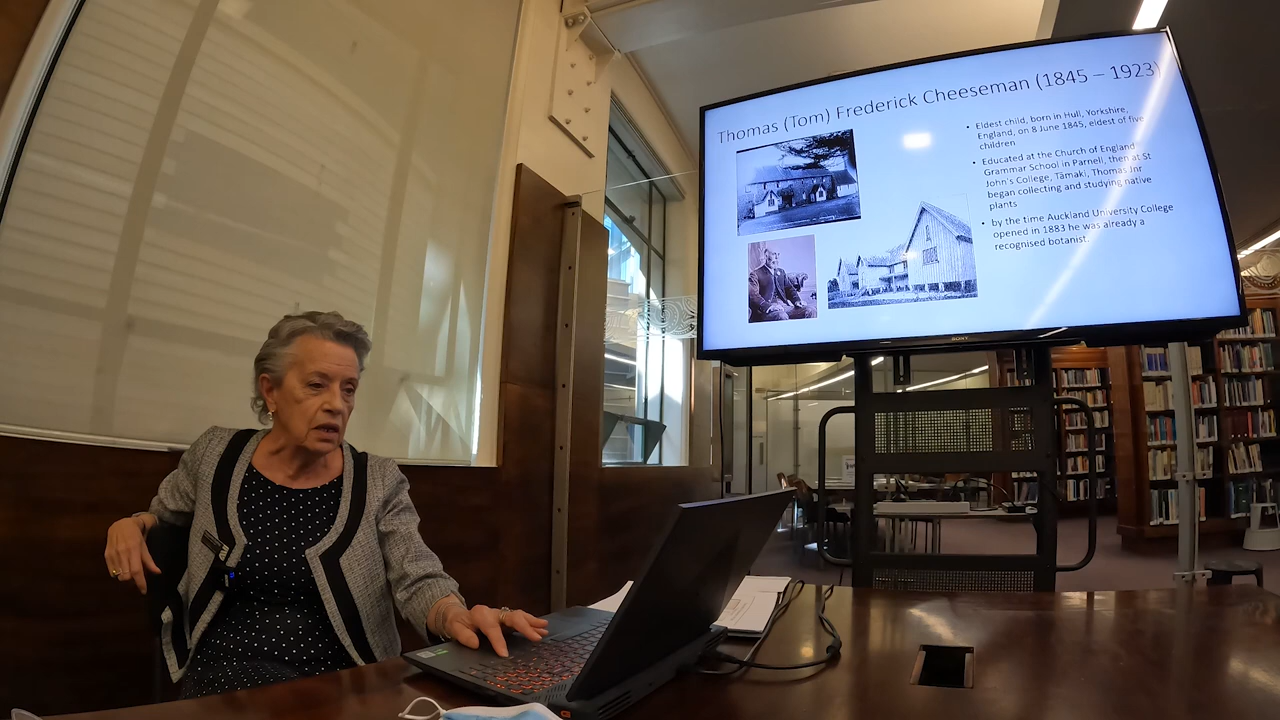 Thomas (Tom) Frederick Cheeseman (1845 – 1923)
• Eldest child, born in Hull, Yorkshire,
England, on 8 June 1845, eldest of five
children
• Educated at the Church of England
Grammar School in Parnell, then at St
John's College, Tāmaki, Thomas Jnr
began collecting and studying native
plants
• by the time Auckland University College
opened in 1883 he was already a
recognised botanist.
SONY